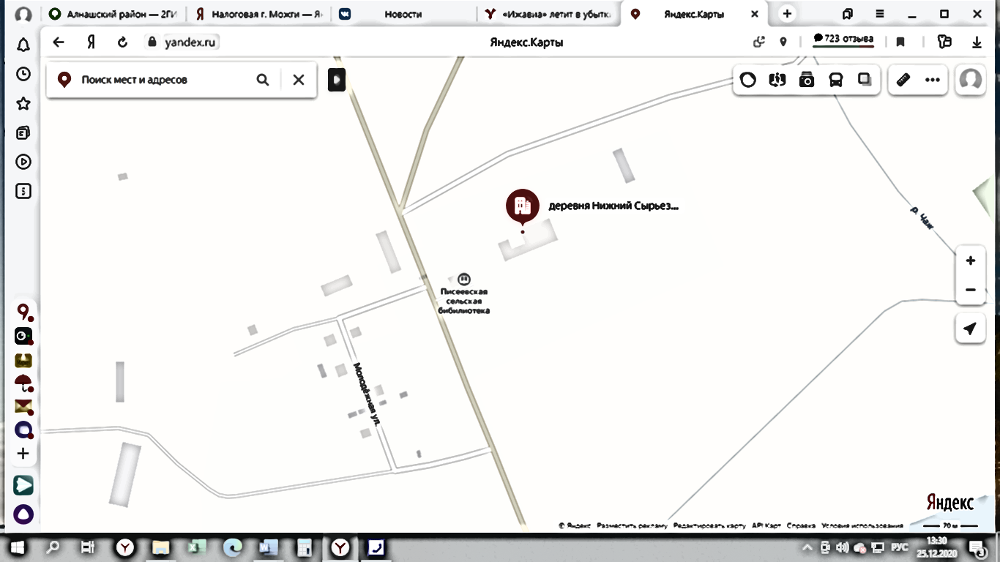 Алнашский район — 2ГИ
Налоговая г. Можги — Я
Новости
«Ижавиа» летит в убытк
Яндекс.Карты
yandex.ru
Яндекс.Карты
723 отзыва
Поиск мест и адресов
деревня Нижний Сырьез...
р. Чаж
Писеевская
сельская
бибилиотека
Молодёжная ул.
Яндекс
© Яндекс Разместить рекламу Редактировать карту API Карт Справка Условия использования
70 м
РУС
13:30
25.12.2020
3